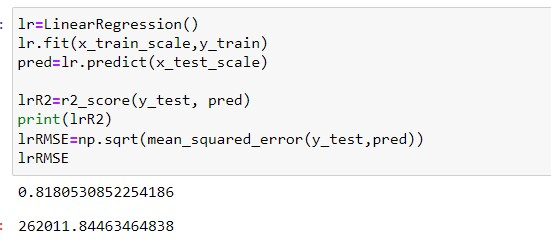 lr=LinearRegression()
lr.fit(x_train_scale,y_train)
pred=lr.predict(x_test_scale)
lrR2=r2_score(y_test, pred)
print(lrR2)
lrRMSE=np.sqrt(mean_squared_error(y_test,pred))
lrRMSE
0.8180530852254186
262011.84463464838